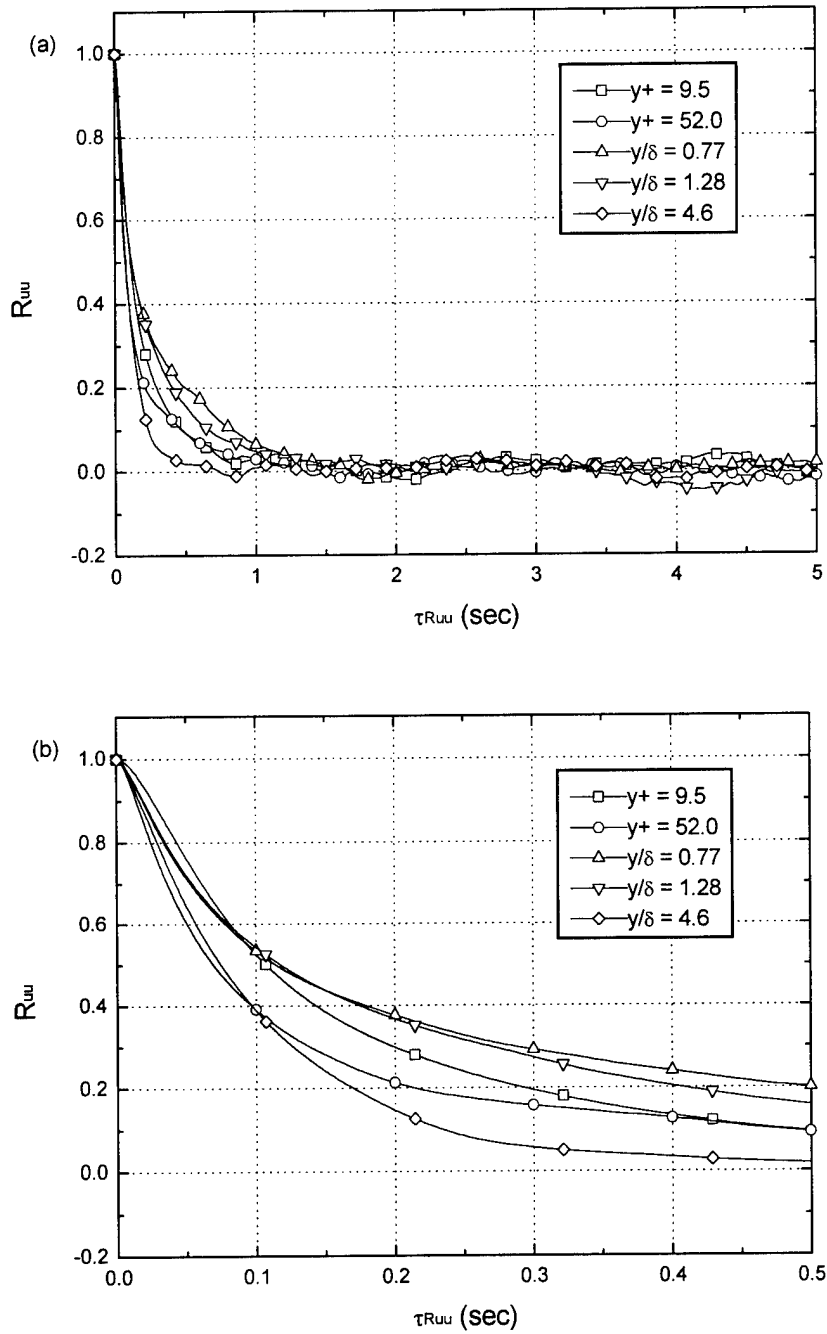 (a)
1.0
0.8
0.6
0.4
0.2
0.0
-0.2
Ruu
y+ = 9.5
y+ = 52.0
y/δ = 0.77
y/δ = 1.28
y/δ = 4.6
0 1 2 3 4 5
τRuu (sec)
(b)
1.0
0.8
0.6
0.4
0.2
0.0
-0.2
Ruu
y+ = 9.5
y+ = 52.0
y/δ = 0.77
y/δ = 1.28
y/δ = 4.6
0.0 0.1 0.2 0.3 0.4 0.5
τRuu (sec)